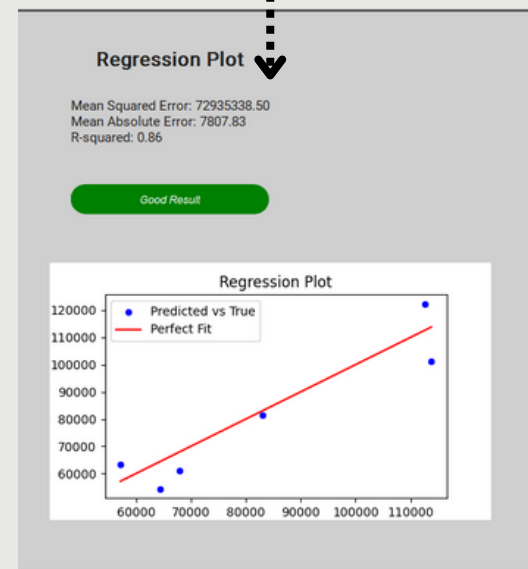 Regression Plot
Mean Squared Error: 72935338.50
Mean Absolute Error: 7807.83
R-squared: 0.86
Good Result
Regression Plot
Predicted vs True
Perfect Fit
120000
110000
100000
90000
80000
70000
60000
60000 70000 80000 90000 100000 110000